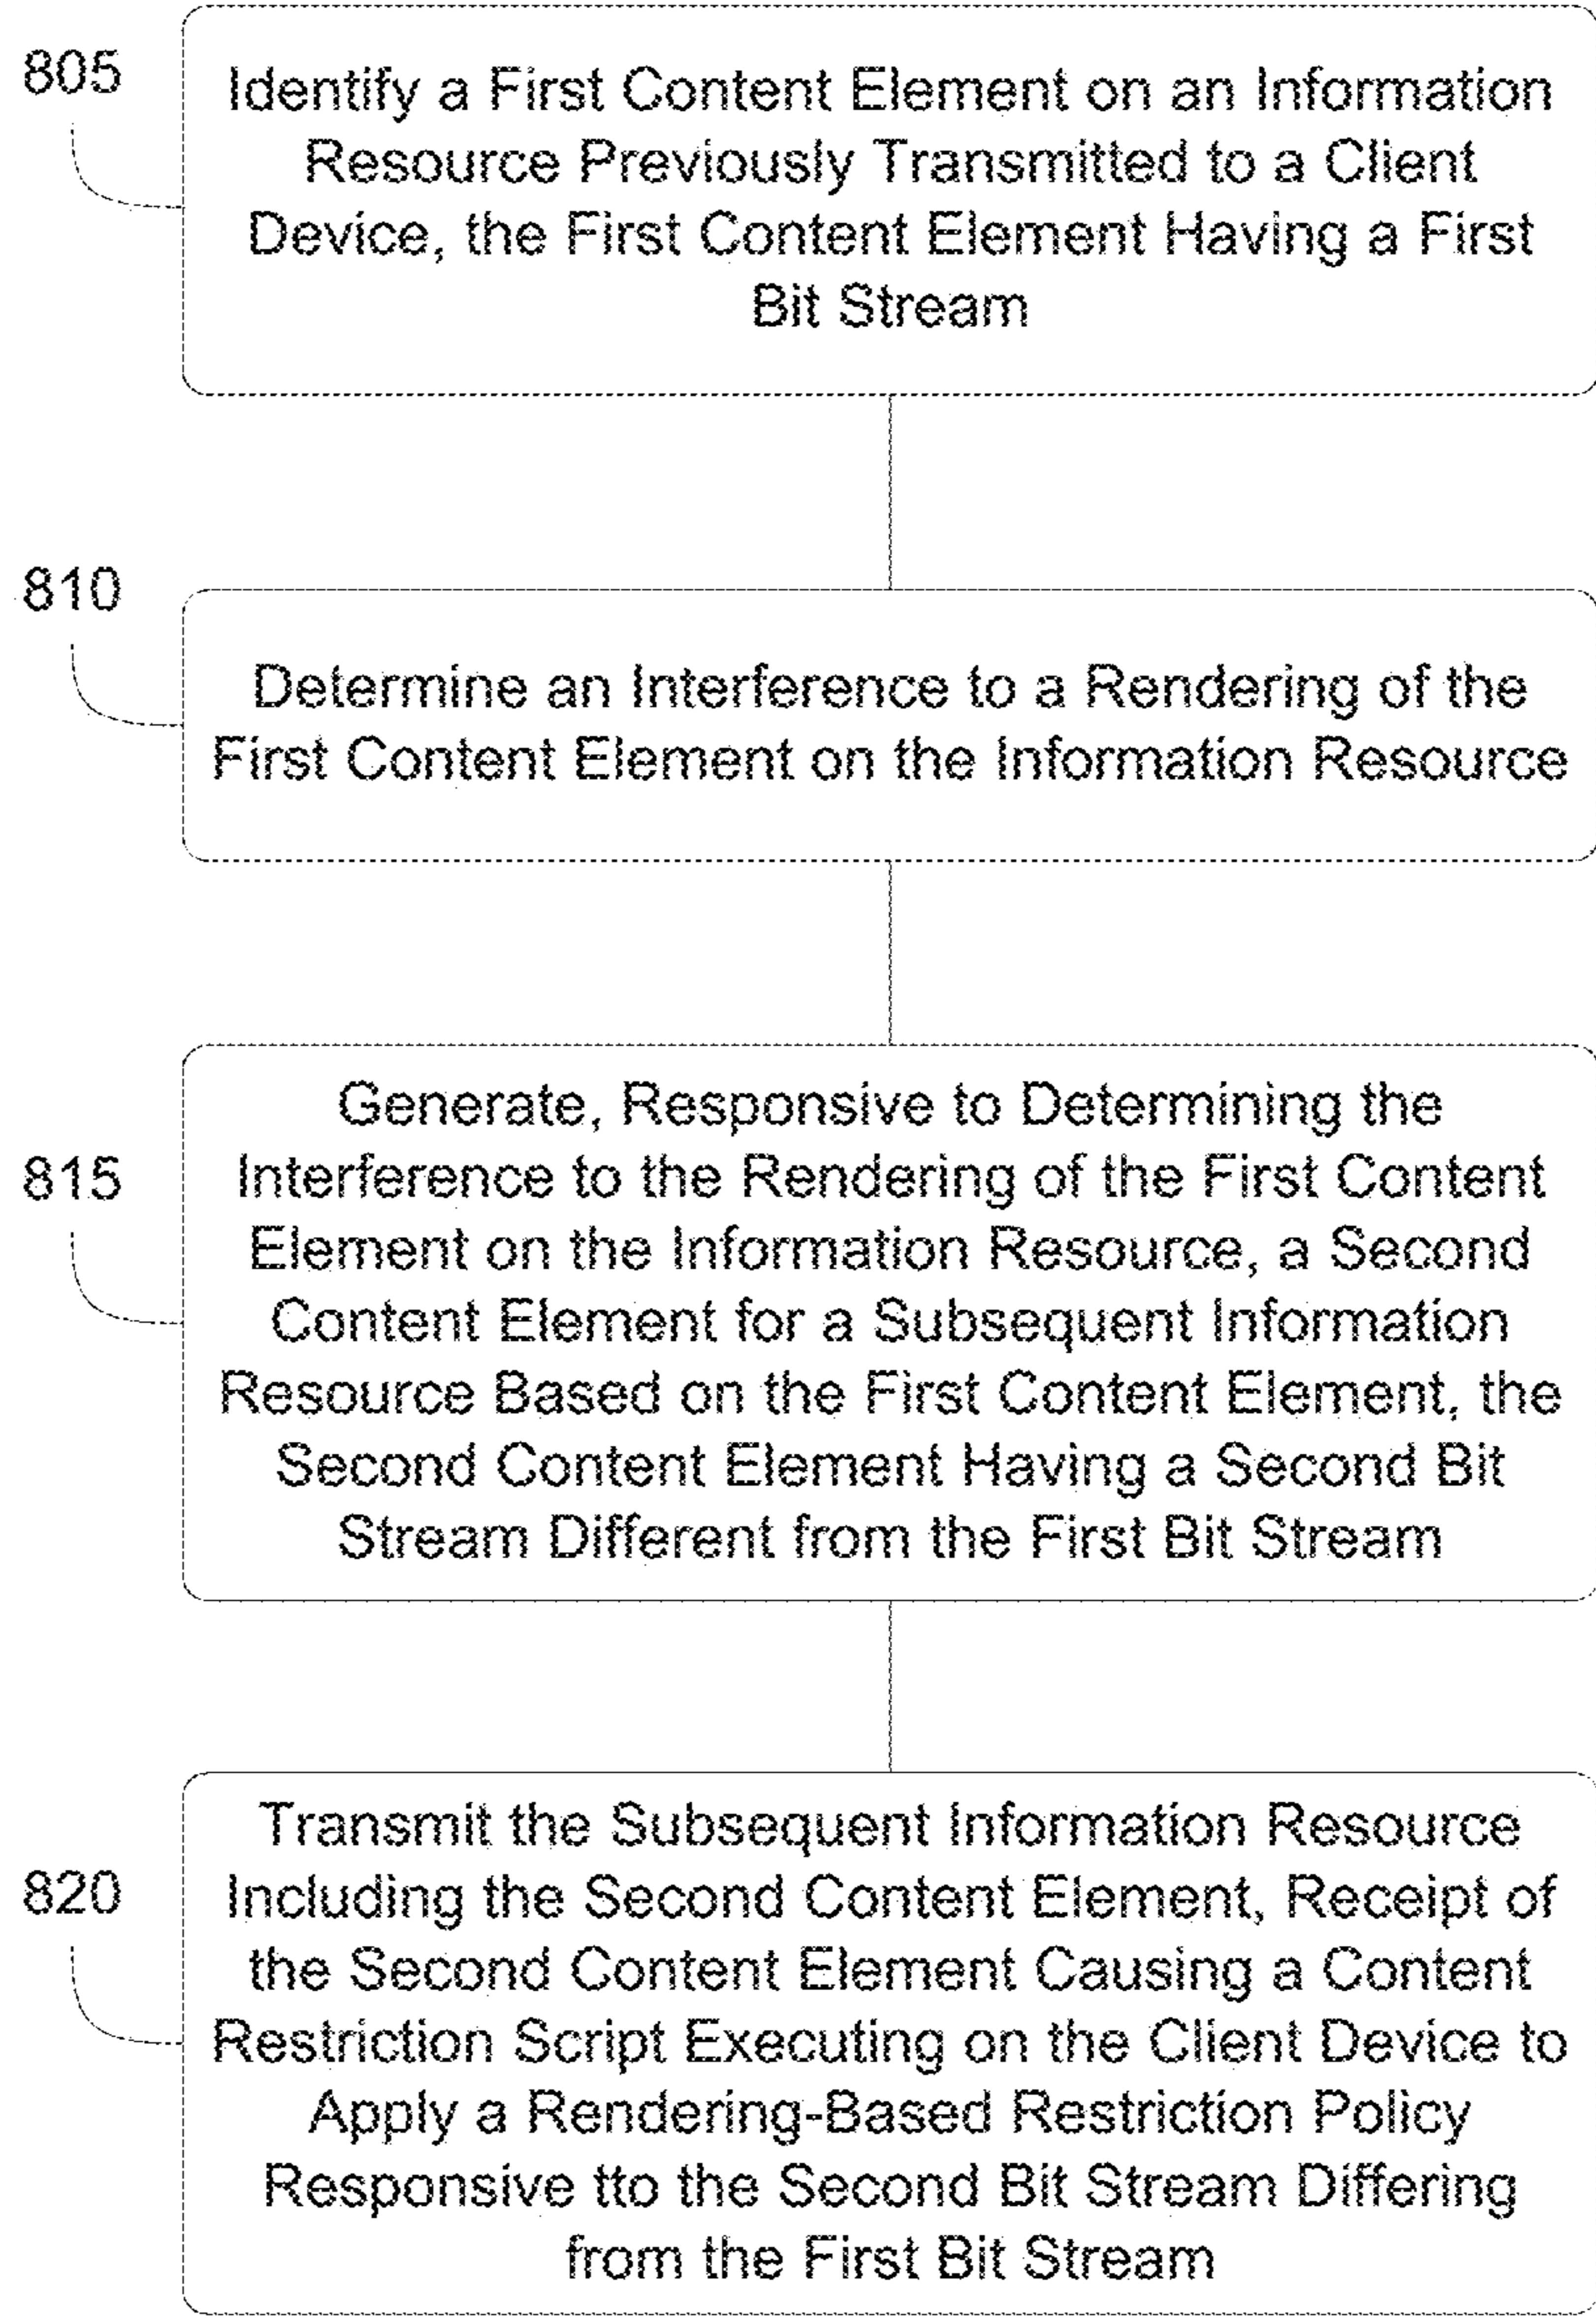 805
Identify a First Content Element on an Information
Resource Previously Transmitted to a Client
Device, the First Content Element Having a First
Bit Stream
810
Determine an Interference to a Rendering of the
First Content Element on the Information Resource
815
Generate, Responsive to Determining the
Interference to the Rendering of the First Content
Element on the Information Resource, a Second
Content Element for a Subsequent Information
Resource Based on the First Content Element, the
Second Content Element Having a Second Bit
Stream Different from the First Bit Stream
820
Transmit the Subsequent Information Resource
Including the Second Content Element, Receipt of
the Second Content Element Causing a Content
Restriction Script Executing on the Client Device to
Apply a Rendering-Based Restriction Policy
Responsive tto the Second Bit Stream Differing
from the First Bit Stream